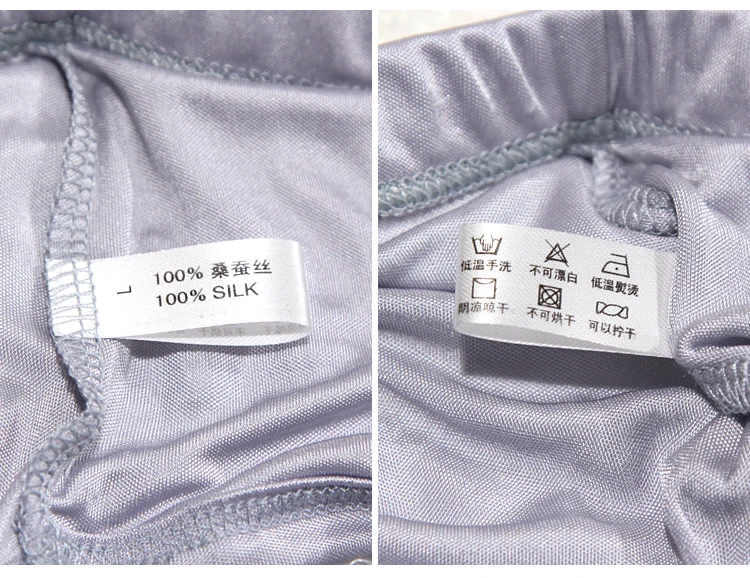 L
100% 桑蚕丝
100% SILK
低温手洗 不可漂白 低温熨烫
阴凉晾干 不可烘干 可以拧干